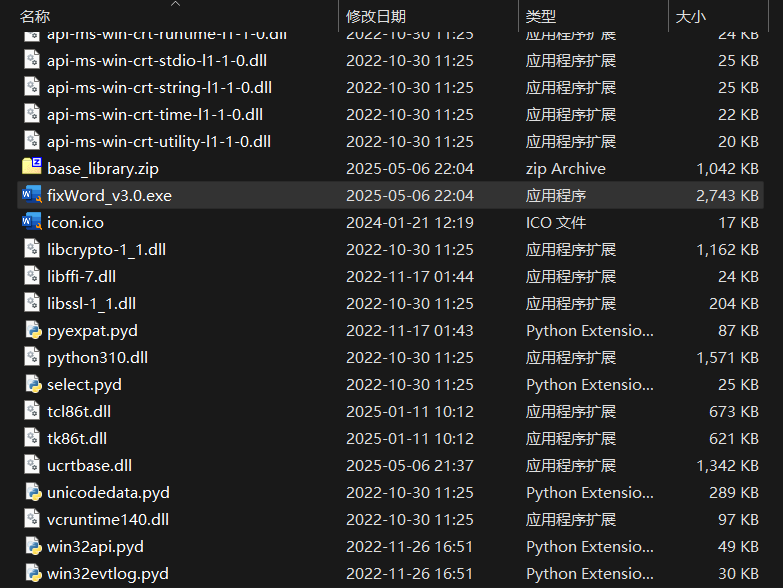 名称 修改日期 类型 大小
api-ms-win-crt-runtime-l1-1-0.dll 2022-10-30 11:25 应用程序扩展 24 KB
api-ms-win-crt-stdio-l1-1-0.dll 2022-10-30 11:25 应用程序扩展 25 KB
api-ms-win-crt-string-l1-1-0.dll 2022-10-30 11:25 应用程序扩展 25 KB
api-ms-win-crt-time-l1-1-0.dll 2022-10-30 11:25 应用程序扩展 22 KB
api-ms-win-crt-utility-l1-1-0.dll 2022-10-30 11:25 应用程序扩展 20 KB
base_library.zip 2025-05-06 22:04 zip Archive 1,042 KB
fixWord_v3.0.exe 2025-05-06 22:04 应用程序 2,743 KB
icon.ico 2024-01-21 12:19 ICO 文件 17 KB
libcrypto-1_1.dll 2022-10-30 11:25 应用程序扩展 1,162 KB
libffi-7.dll 2022-11-17 01:44 应用程序扩展 24 KB
libssl-1_1.dll 2022-10-30 11:25 应用程序扩展 204 KB
pyexpat.pyd 2022-11-17 01:43 Python Extensio... 87 KB
python310.dll 2022-10-30 11:25 应用程序扩展 1,571 KB
select.pyd 2022-10-30 11:25 Python Extensio... 25 KB
tcl86t.dll 2025-01-11 10:12 应用程序扩展 673 KB
tk86t.dll 2025-01-11 10:12 应用程序扩展 621 KB
ucrtbase.dll 2025-05-06 21:37 应用程序扩展 1,342 KB
unicodedata.pyd 2022-10-30 11:25 Python Extensio... 289 KB
vcruntime140.dll 2022-10-30 11:25 应用程序扩展 97 KB
win32api.pyd 2022-11-26 16:51 Python Extensio... 49 KB
win32evtlog.pyd 2022-11-26 16:51 Python Extensio... 30 KB